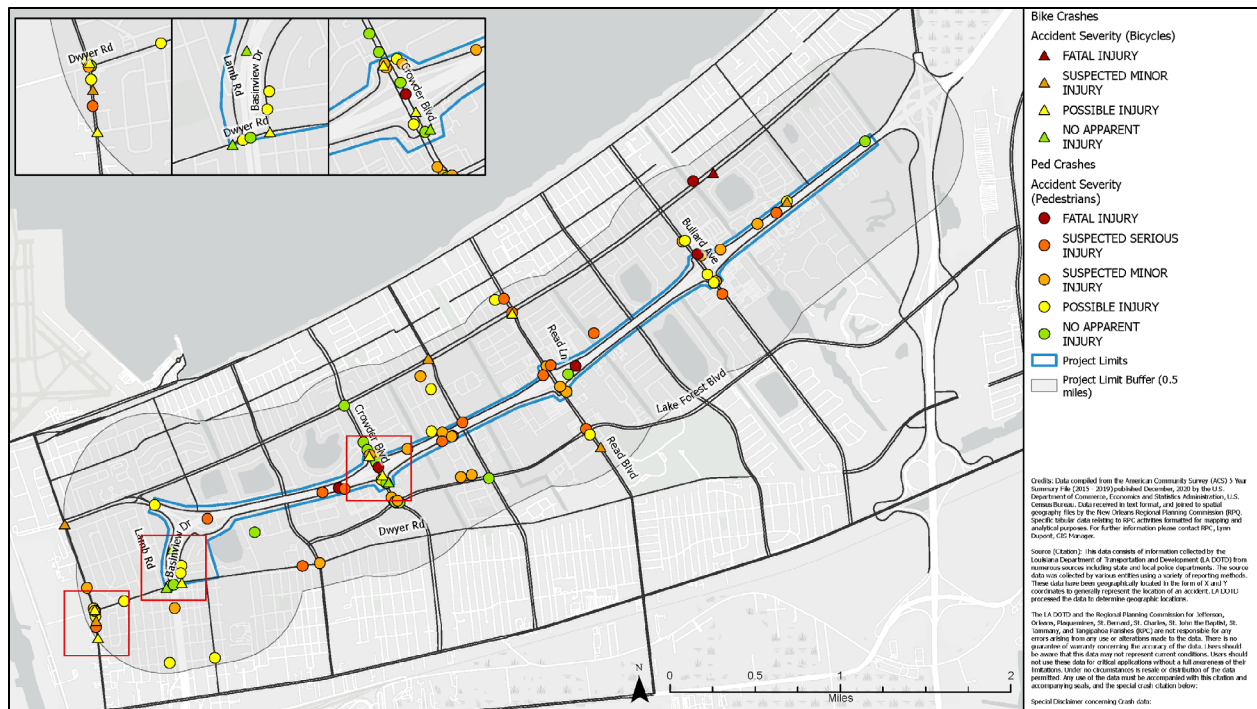 Dwyer Rd
Lamb Rd
Basinview Dr
Dwyer Rd
Crowder Blvd
Bullard Ave
Read Ln
Lake Forest Blvd
Crowder Blvd
Read Blvd
Dwyer Rd
Lamb Rd
Basinview Dr
N
0 0.5 1 2
Miles
Bike Crashes
Accident Severity (Bicycles)
FATAL INJURY
SUSPECTED MINOR
INJURY
POSSIBLE INJURY
NO APPARENT
INJURY
Ped Crashes
Accident Severity
(Pedestrians)
FATAL INJURY
SUSPECTED SERIOUS
INJURY
SUSPECTED MINOR
INJURY
POSSIBLE INJURY
NO APPARENT
INJURY
Project Limits
Project Limit Buffer (0.5
miles)
Credits: Data compiled from the American Community Survey (ACS) 5 Year
Summary File (2015 - 2019) published December, 2020 by the U.S.
Department of Commerce, Economics and Statistics Administration, U.S.
Census Bureau. Data received in text format, and joined to spatial
geography files by the New Orleans Regional Planning Commission (RPC).
Specific tabular data relating to RPC activities formatted for mapping and
analytical purposes. For further information please contact RPC, Lynn
Dupont, GIS Manager.
Source (Citation): This data consists of information collected by the
Louisiana Department of Transportation and Development (LA DOTD) from
numerous sources including state and local police departments. The source
data was collected by various entities using a variety of reporting methods.
These data have been geographically located in the form of X and Y
coordinates to generally represent the location of an accident. LA DOTD
processed the data to determine geographic locations.
The LA DOTD and the Regional Planning Commission for Jefferson,
Orleans, Plaquemines, St. Bernard, St. Charles, St. John the Baptist, St.
Tammany, and Tangipahoa Parishes (RPC) are not responsible for any
errors arising from any use or alterations made to the data. There is no
guarantee or warranty concerning the accuracy of the data. Users should
be aware that this data may not represent current conditions. Users should
not use these data for critical applications without a full awareness of their
limitations. Under no circumstances is resale or distribution of the data
permitted. Any use of the data must be accompanied with this citation and
accompanying seals, and the special crash citation below:
Special Disclaimer concerning Crash data: